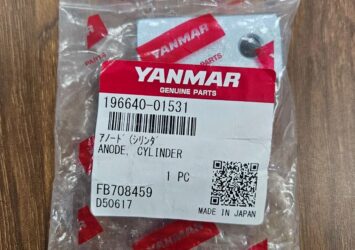 YANMAR
YANMAR
GENUINE PARTS
196640-01531
ｱﾉｰﾄﾞ(ｼﾘﾝﾀﾞ
ANODE, CYLINDER
1 PC
FB708459
D50617
MADE IN JAPAN